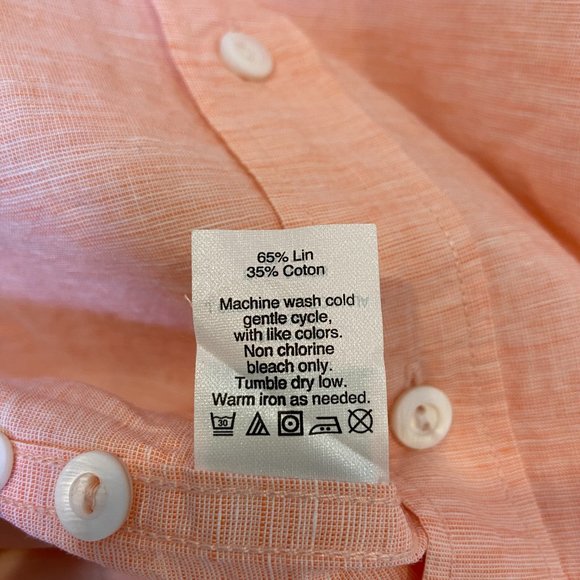 65% Lin
35% Coton
Machine wash cold
gentle cycle,
with like colors.
Non chlorine
bleach only.
Tumble dry low.
Warm iron as needed.
30